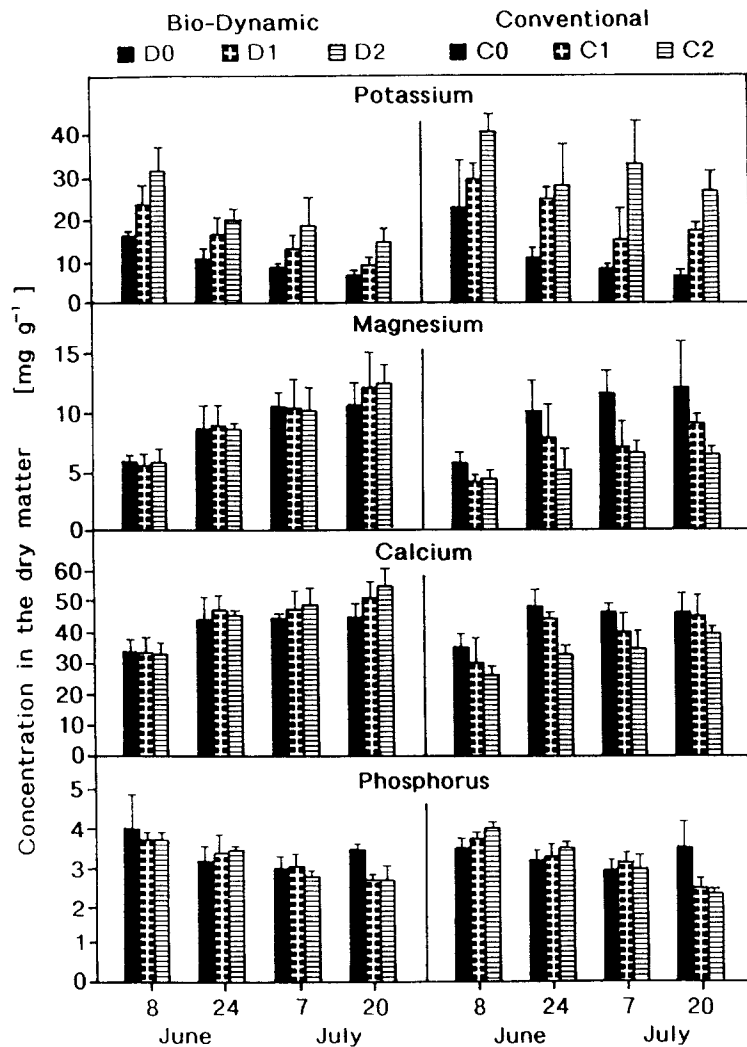 Bio-Dynamic Conventional
D0 D1 D2 C0 C1 C2
Potassium
40
30
20
10
0
Magnesium
15
10
5
0
Calcium
60
50
40
30
20
10
0
Phosphorus
5
4
3
2
1
0
Concentration in the dry matter [mg g⁻¹]
8 24 7 20 8 24 7 20
June July June July